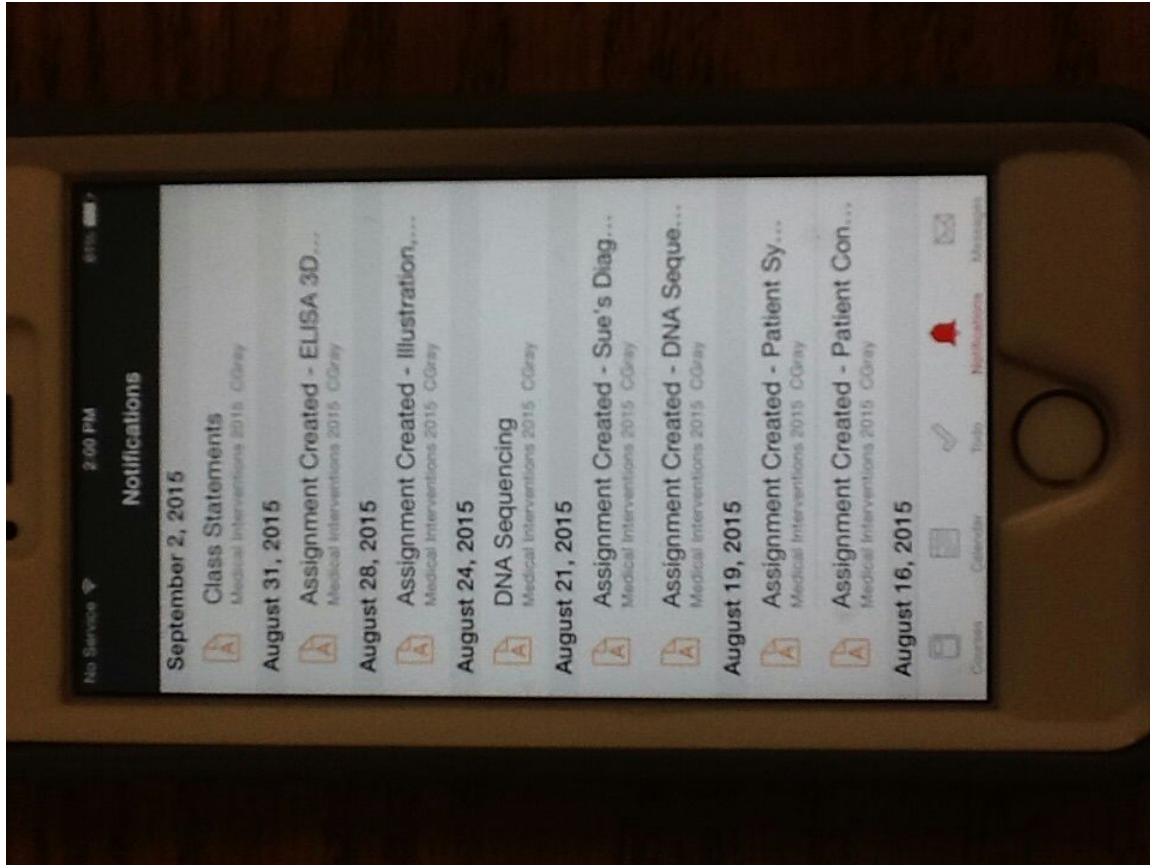 No Service 2:00 PM 81%
Notifications
September 2, 2015
Class Statements
Medical Interventions 2015 CGray
August 31, 2015
Assignment Created - ELISA 3D...
Medical Interventions 2015 CGray
August 28, 2015
Assignment Created - Illustration,...
Medical Interventions 2015 CGray
August 24, 2015
DNA Sequencing
Medical Interventions 2015 CGray
August 21, 2015
Assignment Created - Sue's Diag...
Medical Interventions 2015 CGray
Assignment Created - DNA Seque...
Medical Interventions 2015 CGray
August 19, 2015
Assignment Created - Patient Sy...
Medical Interventions 2015 CGray
Assignment Created - Patient Con...
Medical Interventions 2015 CGray
August 16, 2015
Courses Calendar Todo Notifications Messages